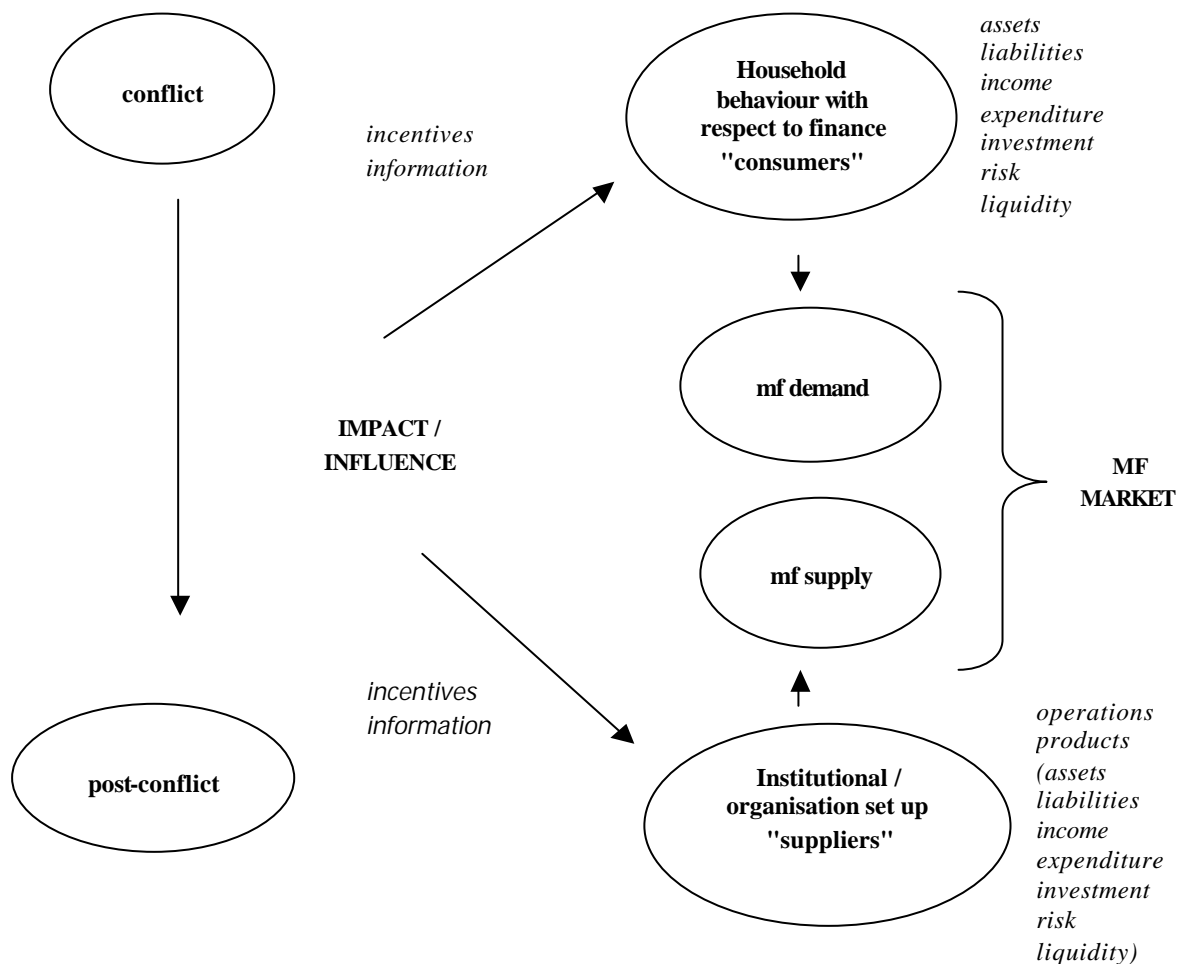 conflict
incentives
information
Household
behaviour with
respect to finance
"consumers"
assets
liabilities
income
expenditure
investment
risk
liquidity
mf demand
IMPACT /
INFLUENCE
MF
MARKET
mf supply
incentives
information
post-conflict
Institutional /
organisation set up
"suppliers"
operations
products
(assets
liabilities
income
expenditure
investment
risk
liquidity)